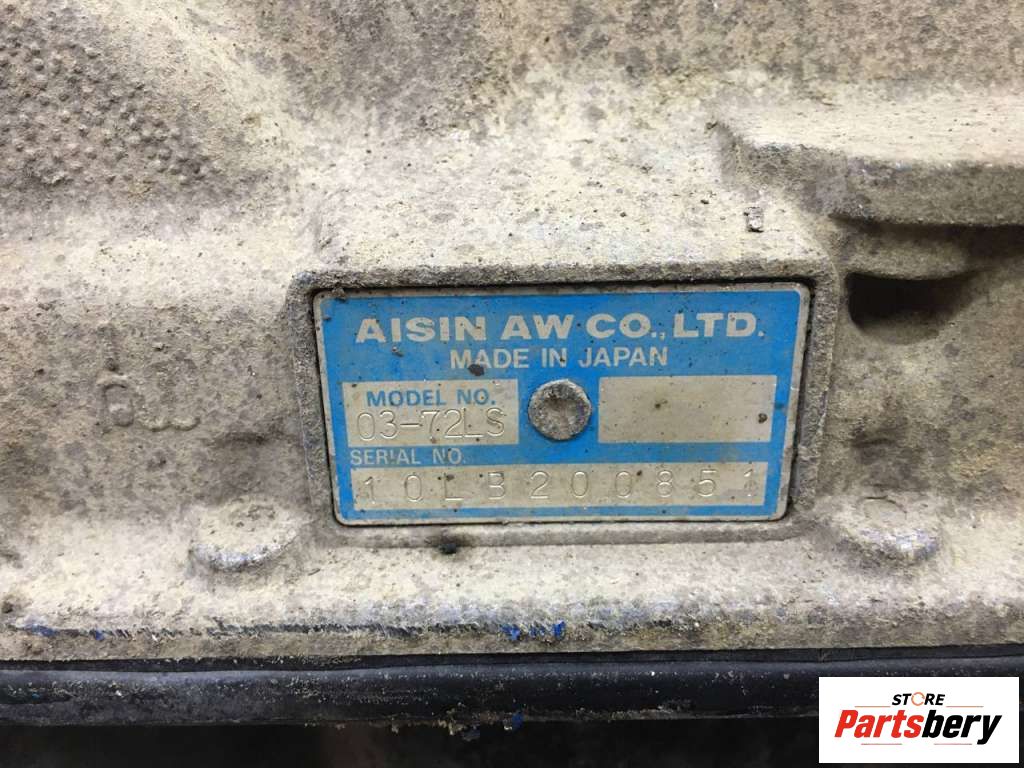 AISIN AW CO., LTD.
MADE IN JAPAN
MODEL NO.
03-72LS
SERIAL NO.
10LB200851
STORE
Partsbery